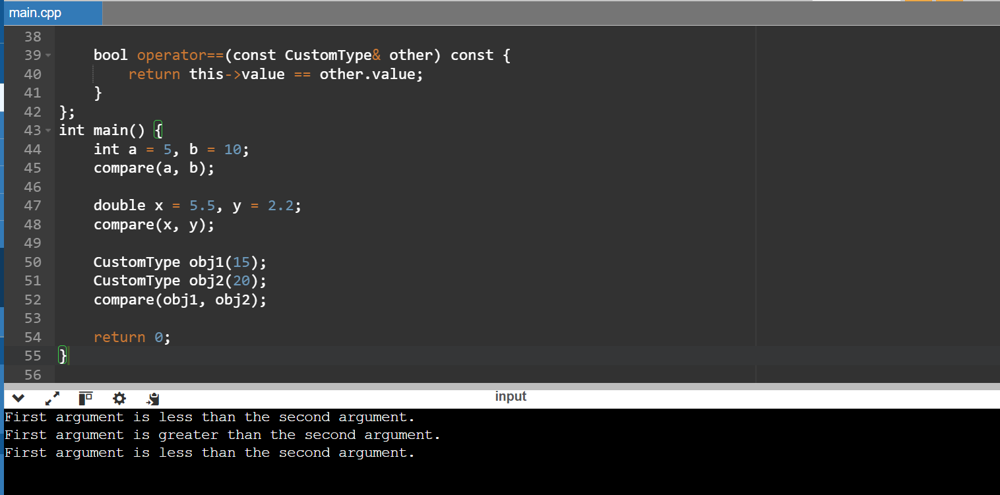 main.cpp
38
39     bool operator==(const CustomType& other) const {
40         return this->value == other.value;
41     }
42 };
43 int main() {
44     int a = 5, b = 10;
45     compare(a, b);
46
47     double x = 5.5, y = 2.2;
48     compare(x, y);
49
50     CustomType obj1(15);
51     CustomType obj2(20);
52     compare(obj1, obj2);
53
54     return 0;
55 }
56
input
First argument is less than the second argument.
First argument is greater than the second argument.
First argument is less than the second argument.